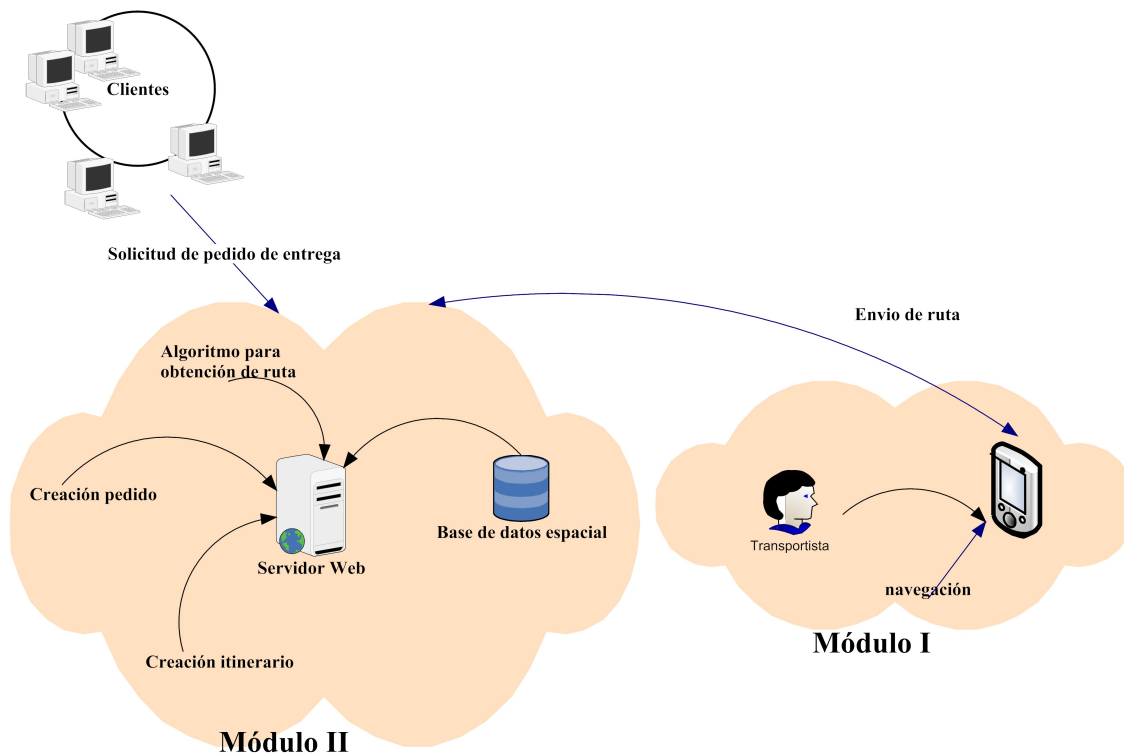 Clientes
Solicitud de pedido de entrega
Envio de ruta
Algoritmo para
obtención de ruta
Creación pedido
Base de datos espacial
Servidor Web
Transportista
navegación
Creación itinerario
Módulo I
Módulo II